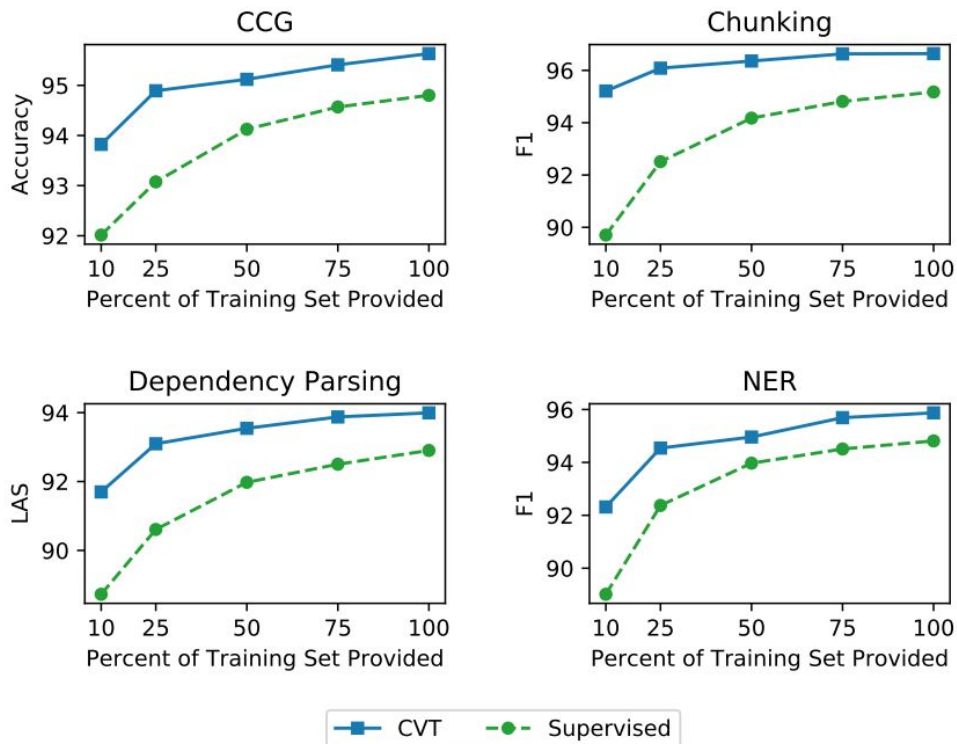 CCG
Accuracy
95
94
93
92
10 25 50 75 100
Percent of Training Set Provided
Chunking
F1
96
94
92
90
10 25 50 75 100
Percent of Training Set Provided
Dependency Parsing
LAS
94
92
90
10 25 50 75 100
Percent of Training Set Provided
NER
F1
96
94
92
90
10 25 50 75 100
Percent of Training Set Provided
CVT Supervised